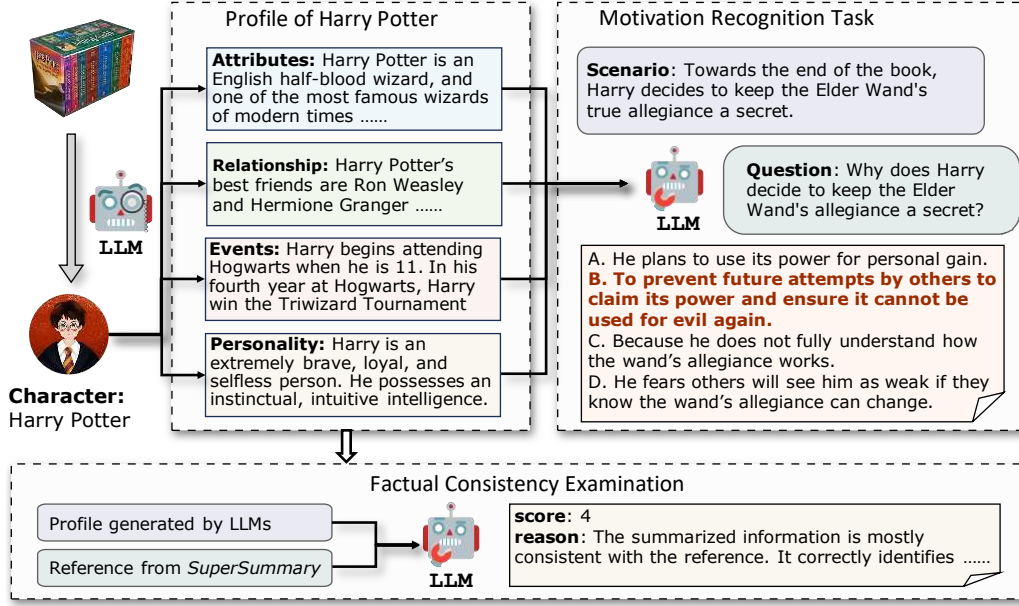 Profile of Harry Potter
Attributes: Harry Potter is an
English half-blood wizard, and
one of the most famous wizards
of modern times ......
Relationship: Harry Potter's
best friends are Ron Weasley
and Hermione Granger ......
Events: Harry begins attending
Hogwarts when he is 11. In his
fourth year at Hogwarts, Harry
win the Triwizard Tournament
Personality: Harry is an
extremely brave, loyal, and
selfless person. He possesses an
instinctual, intuitive intelligence.
LLM
Character:
Harry Potter
Motivation Recognition Task
Scenario: Towards the end of the book,
Harry decides to keep the Elder Wand's
true allegiance a secret.
LLM
Question: Why does Harry
decide to keep the Elder
Wand's allegiance a secret?
A. He plans to use its power for personal gain.
B. To prevent future attempts by others to
claim its power and ensure it cannot be
used for evil again.
C. Because he does not fully understand how
the wand's allegiance works.
D. He fears others will see him as weak if they
know the wand's allegiance can change.
Factual Consistency Examination
Profile generated by LLMs
Reference from SuperSummary
LLM
score: 4
reason: The summarized information is mostly
consistent with the reference. It correctly identifies ......